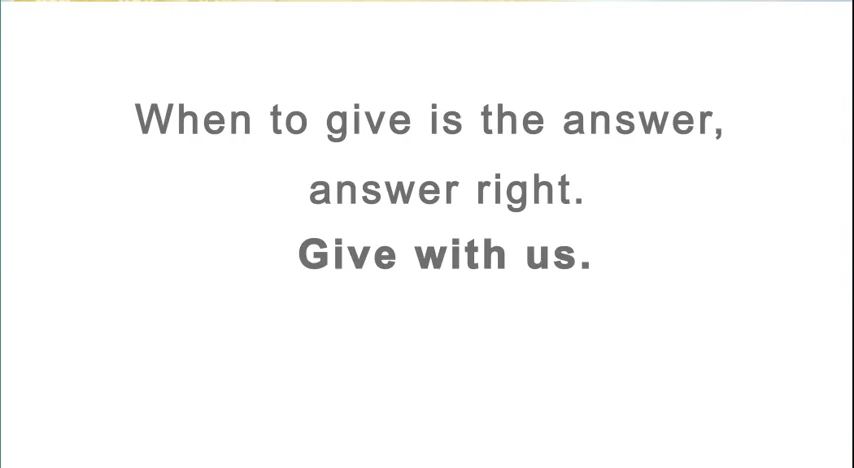 When to give is the answer,
answer right.
Give with us.